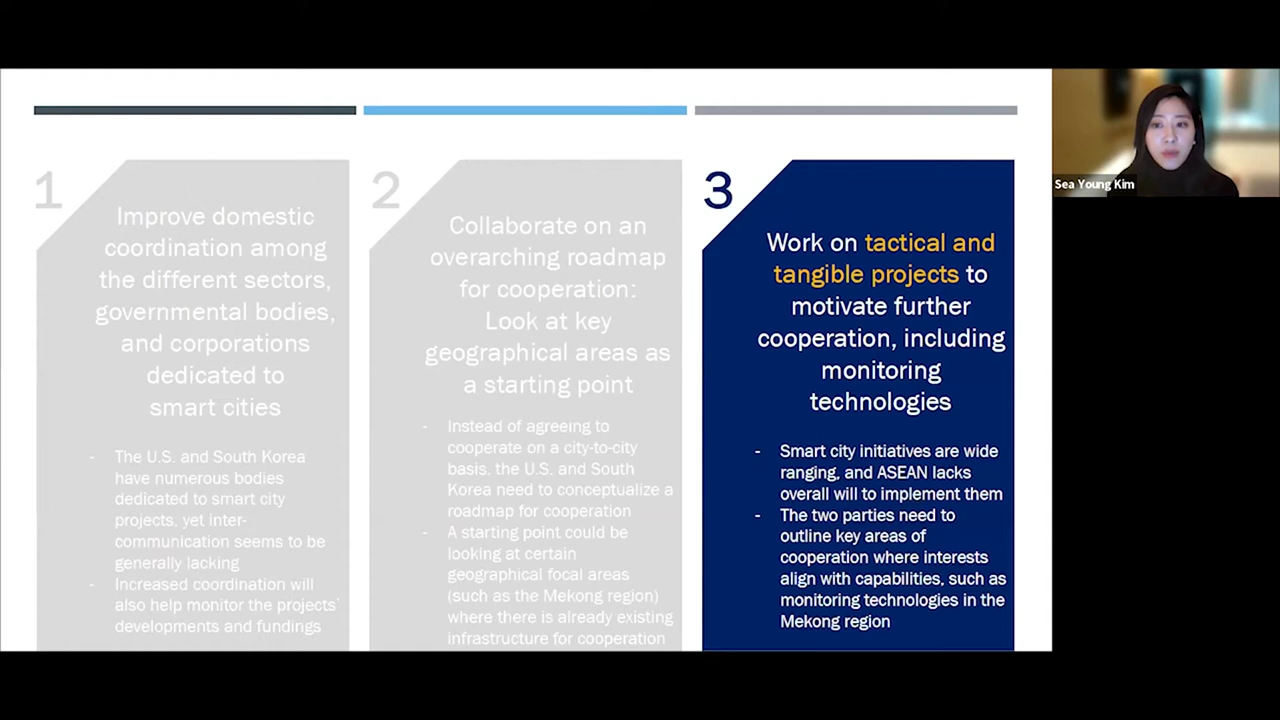 1
Improve domestic
coordination among
the different sectors,
governmental bodies,
and corporations
dedicated to
smart cities
- The U.S. and South Korea
have numerous bodies
dedicated to smart city
projects, yet inter-
communication seems to be
generally lacking
- Increased coordination will
also help monitor the projects'
developments and fundings
2
Collaborate on an
overarching roadmap
for cooperation:
Look at key
geographical areas as
a starting point
- Instead of agreeing to
cooperate on a city-to-city
basis, the U.S. and South
Korea need to conceptualize a
roadmap for cooperation
- A starting point could be
looking at certain
geographical focal areas
(such as the Mekong region)
where there is already existing
infrastructure for cooperation
3
Work on tactical and
tangible projects to
motivate further
cooperation, including
monitoring
technologies
- Smart city initiatives are wide
ranging, and ASEAN lacks
overall will to implement them
- The two parties need to
outline key areas of
cooperation where interests
align with capabilities, such as
monitoring technologies in the
Mekong region
Sea Young Kim